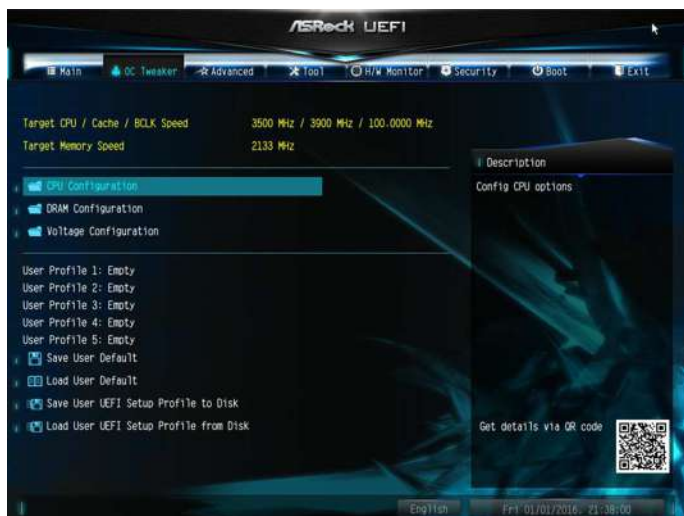 ASRock UEFI
Main OC Tweaker Advanced Tool H/W Monitor Security Boot Exit
Target CPU / Cache / BCLK Speed 3500 MHz / 3900 MHz / 100.0000 MHz
Target Memory Speed 2133 MHz
Description
CPU Configuration
Config CPU options
DRAM Configuration
Voltage Configuration
User Profile 1: Empty
User Profile 2: Empty
User Profile 3: Empty
User Profile 4: Empty
User Profile 5: Empty
Save User Default
Load User Default
Save User UEFI Setup Profile to Disk
Load User UEFI Setup Profile from Disk
Get details via QR code
English
Fri 01/01/2016. 21:38:00